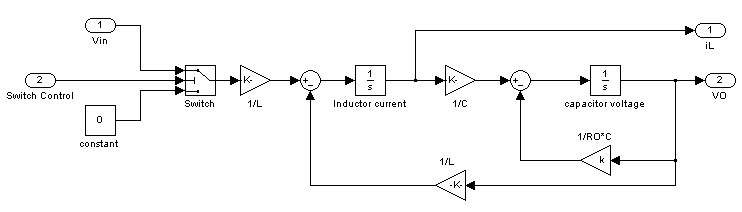 1
Vin
1
iL
2
Switch Control
K-
1/L
+
−
1
s
Inductor current
K-
1/C
+
−
1
s
capacitor voltage
2
VO
Switch
0
constant
1/RO*C
k
1/L
-K-